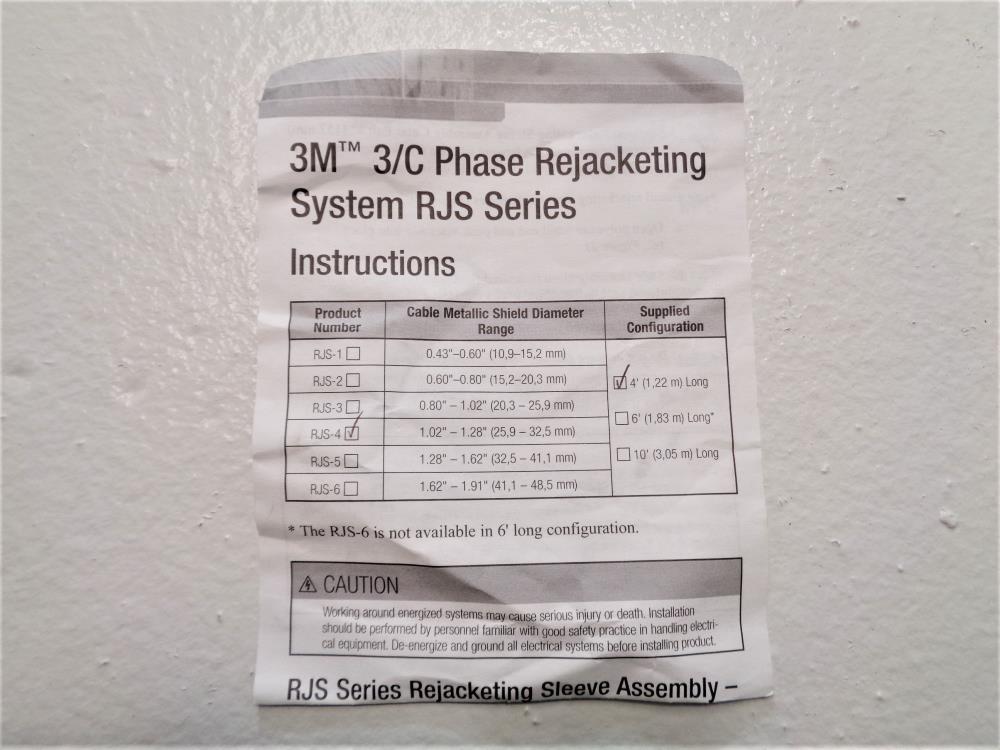 3M™ 3/C Phase Rejacketing
System RJS Series
Instructions
Product
Number
Cable Metallic Shield Diameter
Range
Supplied
Configuration
RJS-1 ☐ 0.43"–0.60" (10,9–15,2 mm)
RJS-2 ☐ 0.60"–0.80" (15,2–20,3 mm)
RJS-3 ☐ 0.80" – 1.02" (20,3 – 25,9 mm)
RJS-4 ☑ 1.02" – 1.28" (25,9 – 32,5 mm)
RJS-5 ☐ 1.28" – 1.62" (32,5 – 41,1 mm)
RJS-6 ☐ 1.62" – 1.91" (41,1 – 48,5 mm)
☑ 4' (1,22 m) Long
☐ 6' (1,83 m) Long*
☐ 10' (3,05 m) Long
* The RJS-6 is not available in 6' long configuration.
⚠ CAUTION
Working around energized systems may cause serious injury or death. Installation
should be performed by personnel familiar with good safety practice in handling electri-
cal equipment. De-energize and ground all electrical systems before installing product.
RJS Series Rejacketing Sleeve Assembly –